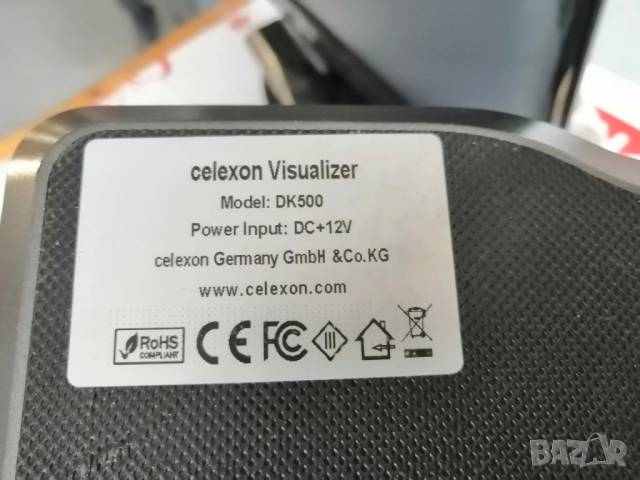 celexon Visualizer
Model: DK500
Power Input: DC+12V
celexon Germany GmbH &Co.KG
www.celexon.com
RoHS
COMPLIANT
CE FC III
BAZAR